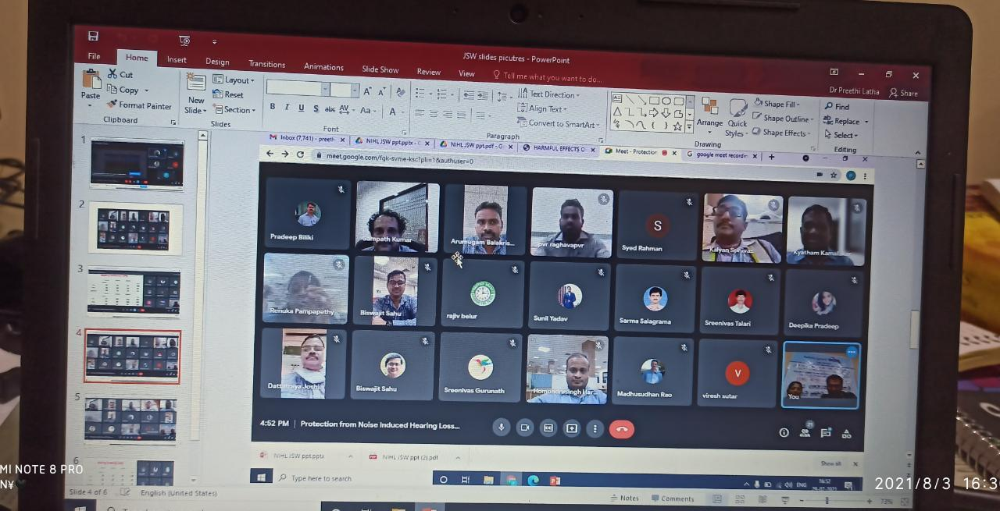 JSW slides picutres - PowerPoint
File Home Insert Design Transitions Animations Slide Show Review View Tell me what you want to do...
Dr Preethi Latha Share
Paste Cut
Copy
Format Painter
Clipboard
New Slide
Layout
Reset
Section
Slides
B I U S abc AV Aa A
Font
Text Direction
Align Text
Convert to SmartArt
Paragraph
Arrange
Quick Styles
Shape Fill
Shape Outline
Shape Effects
Drawing
Find
Replace
Select
Editing
Inbox (7,741) - preeth
NIHL JSW ppt.pptx - G
NIHL JSW ppt.pdf - G
HARMFUL EFFECTS O
Meet - Protection
google meet recordin
meet.google.com/fgk-svme-ksc?pli=1&authuser=0
1
2
3
4
5
6
Pradeep Biliki
Sampath Kumar
Arumugam Balakris...
pvr raghavapvr
S
Syed Rahman
Kalyan Srinivas
Kyatham Kamal
Renuka Pampapathy
Biswajit Sahu
rajiv belur
Sunil Yadav
Sarma Salagrama
Sreenivas Talari
Deepika Pradeep
Dattatraya Joshi
Biswajit Sahu
Sreenivas Gurunath
Homendrasingh Har...
Madhusudhan Rao
V
viresh sutar
You
4:52 PM | Protection from Noise Induced Hearing Loss...
21
NIHL JSW ppt.pptx
NIHL JSW ppt (2).pdf
Show all
Type here to search
ENG
16:52
Slide 4 of 6 English (United States)
Notes Comments
73%
MI NOTE 8 PRO
2021/8/3 16:3